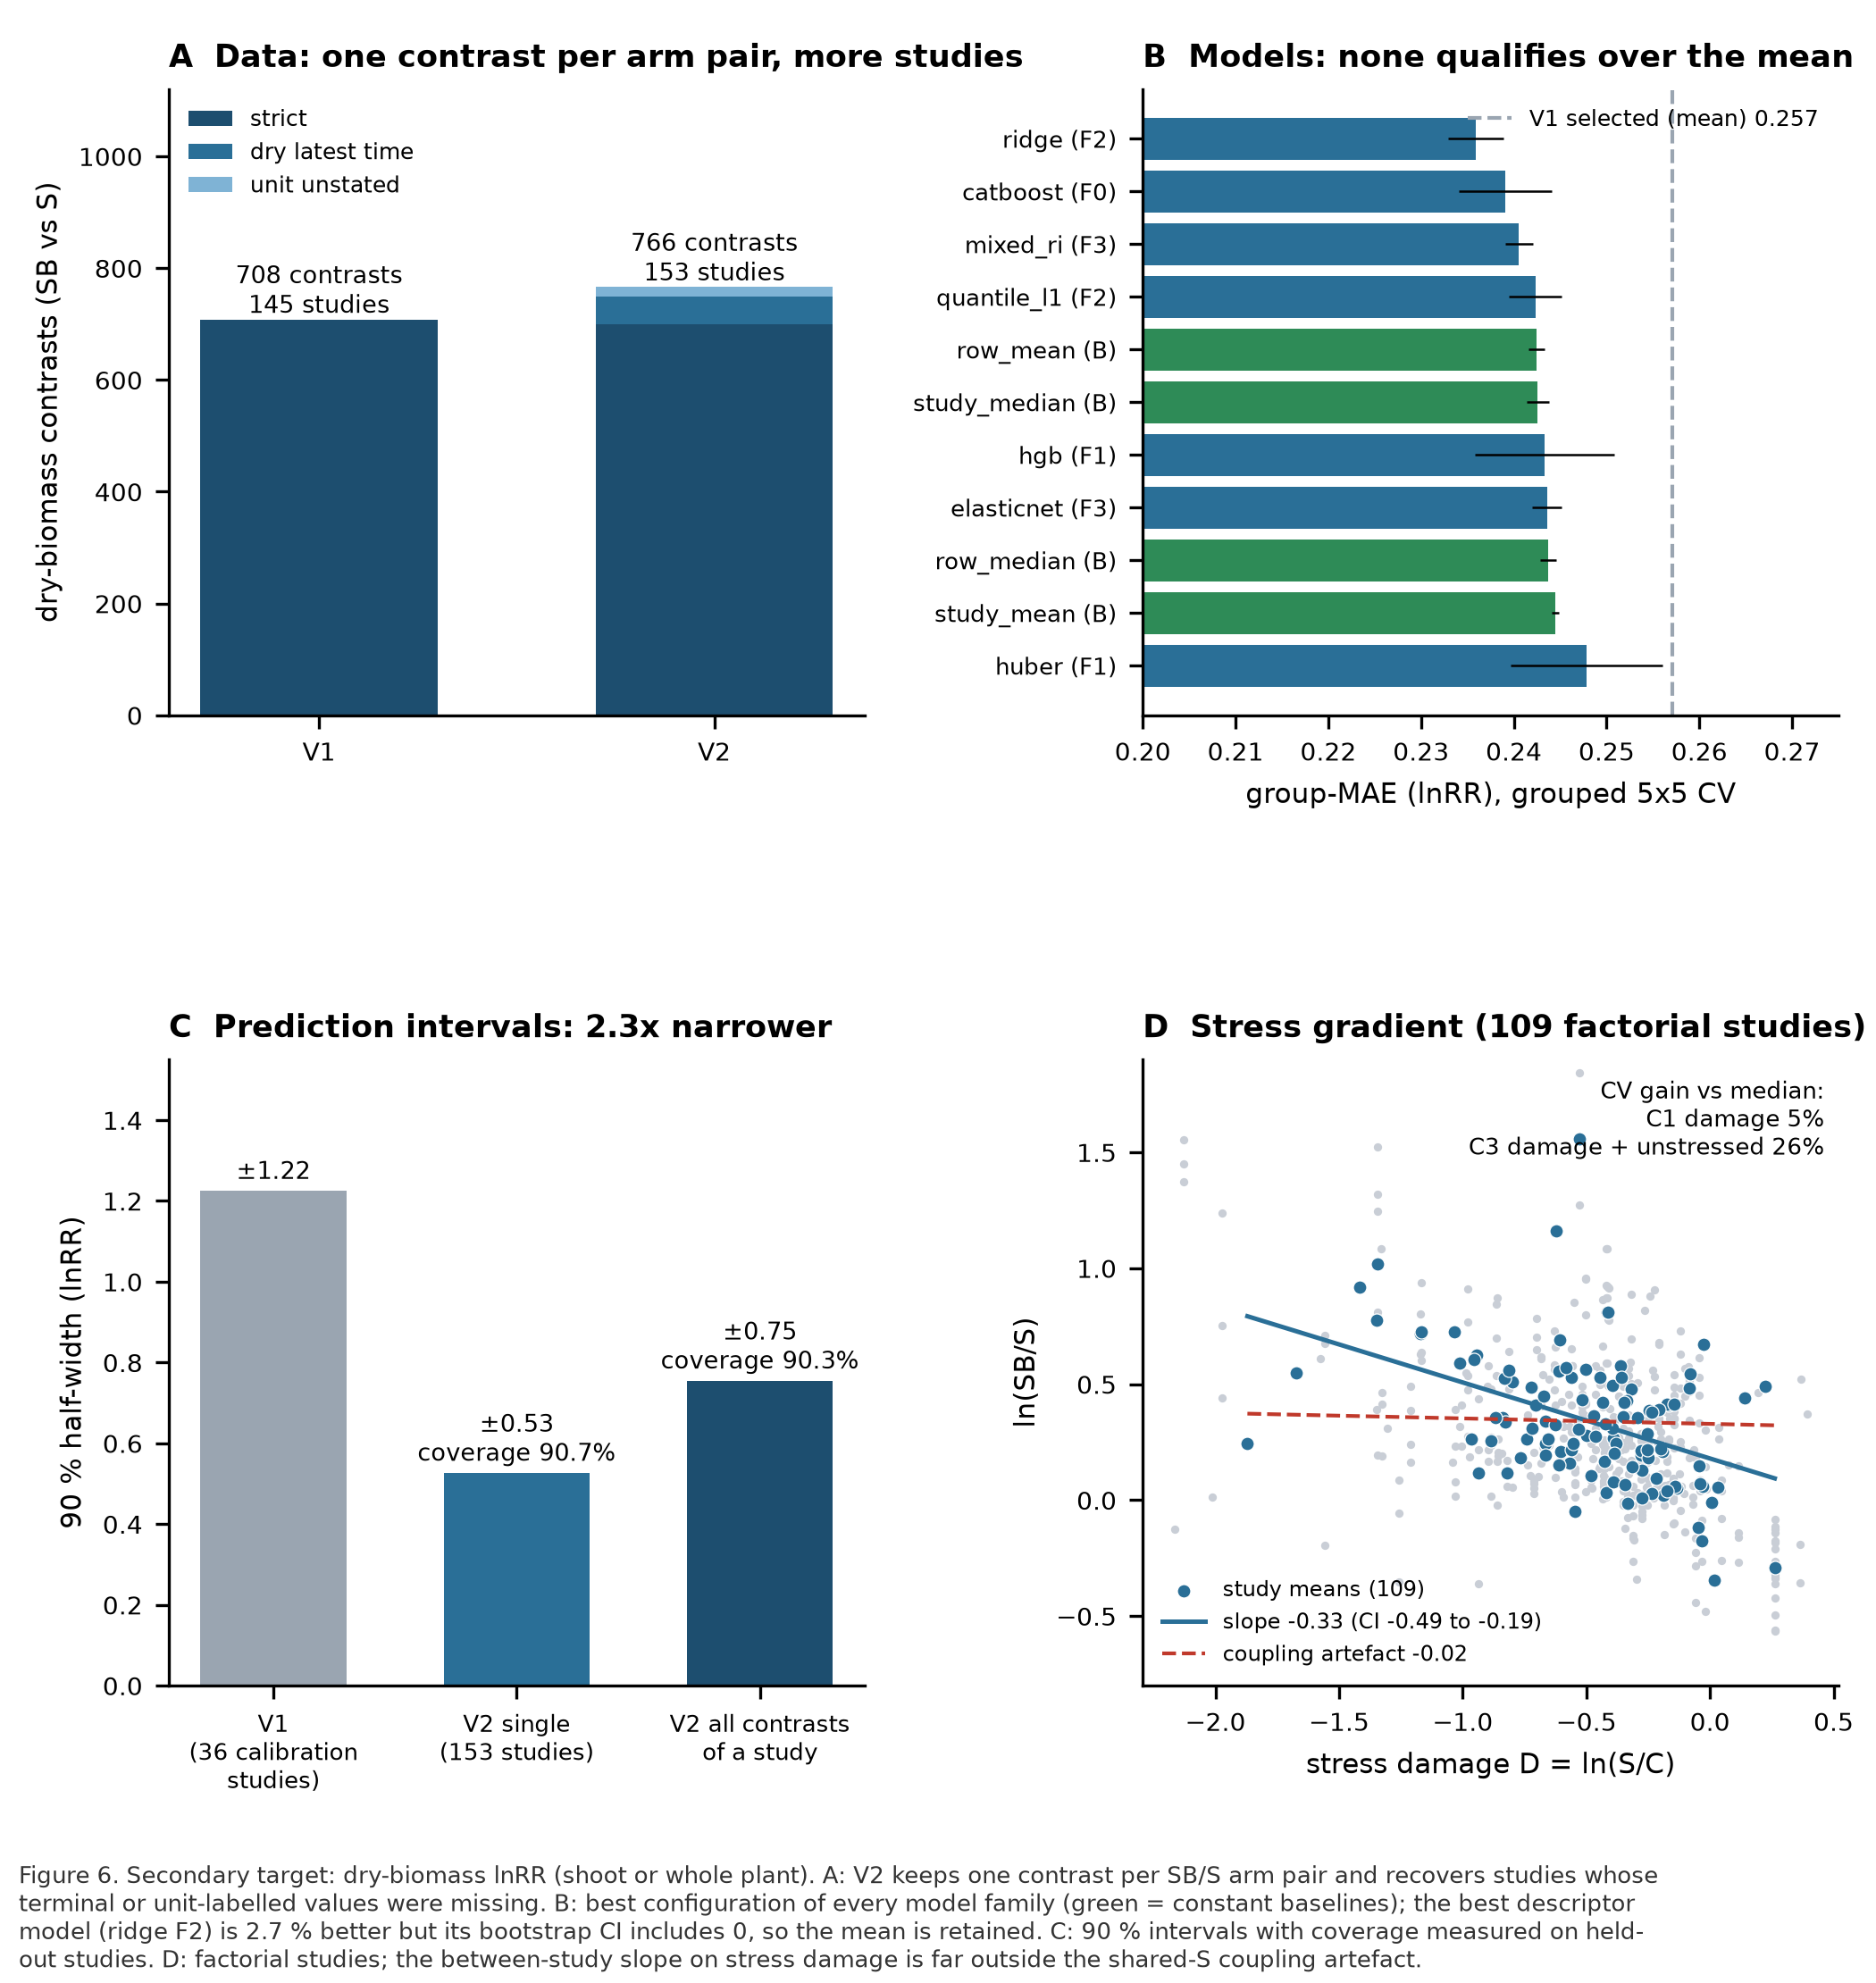 A  Data: one contrast per arm pair, more studies
strict
dry latest time
unit unstated
708 contrasts
145 studies
766 contrasts
153 studies
dry-biomass contrasts (SB vs S)
1000
800
600
400
200
0
V1
V2
B  Models: none qualifies over the mean
V1 selected (mean) 0.257
ridge (F2)
catboost (F0)
mixed_ri (F3)
quantile_l1 (F2)
row_mean (B)
study_median (B)
hgb (F1)
elasticnet (F3)
row_median (B)
study_mean (B)
huber (F1)
0.20 0.21 0.22 0.23 0.24 0.25 0.26 0.27
group-MAE (lnRR), grouped 5x5 CV
C  Prediction intervals: 2.3x narrower
90 % half-width (lnRR)
1.4
1.2
1.0
0.8
0.6
0.4
0.2
0.0
±1.22
±0.53
coverage 90.7%
±0.75
coverage 90.3%
V1
(36 calibration
studies)
V2 single
(153 studies)
V2 all contrasts
of a study
D  Stress gradient (109 factorial studies)
CV gain vs median:
C1 damage 5%
C3 damage + unstressed 26%
ln(SB/S)
1.5
1.0
0.5
0.0
−0.5
study means (109)
slope -0.33 (CI -0.49 to -0.19)
coupling artefact -0.02
−2.0 −1.5 −1.0 −0.5 0.0 0.5
stress damage D = ln(S/C)
Figure 6. Secondary target: dry-biomass lnRR (shoot or whole plant). A: V2 keeps one contrast per SB/S arm pair and recovers studies whose
terminal or unit-labelled values were missing. B: best configuration of every model family (green = constant baselines); the best descriptor
model (ridge F2) is 2.7 % better but its bootstrap CI includes 0, so the mean is retained. C: 90 % intervals with coverage measured on held-
out studies. D: factorial studies; the between-study slope on stress damage is far outside the shared-S coupling artefact.